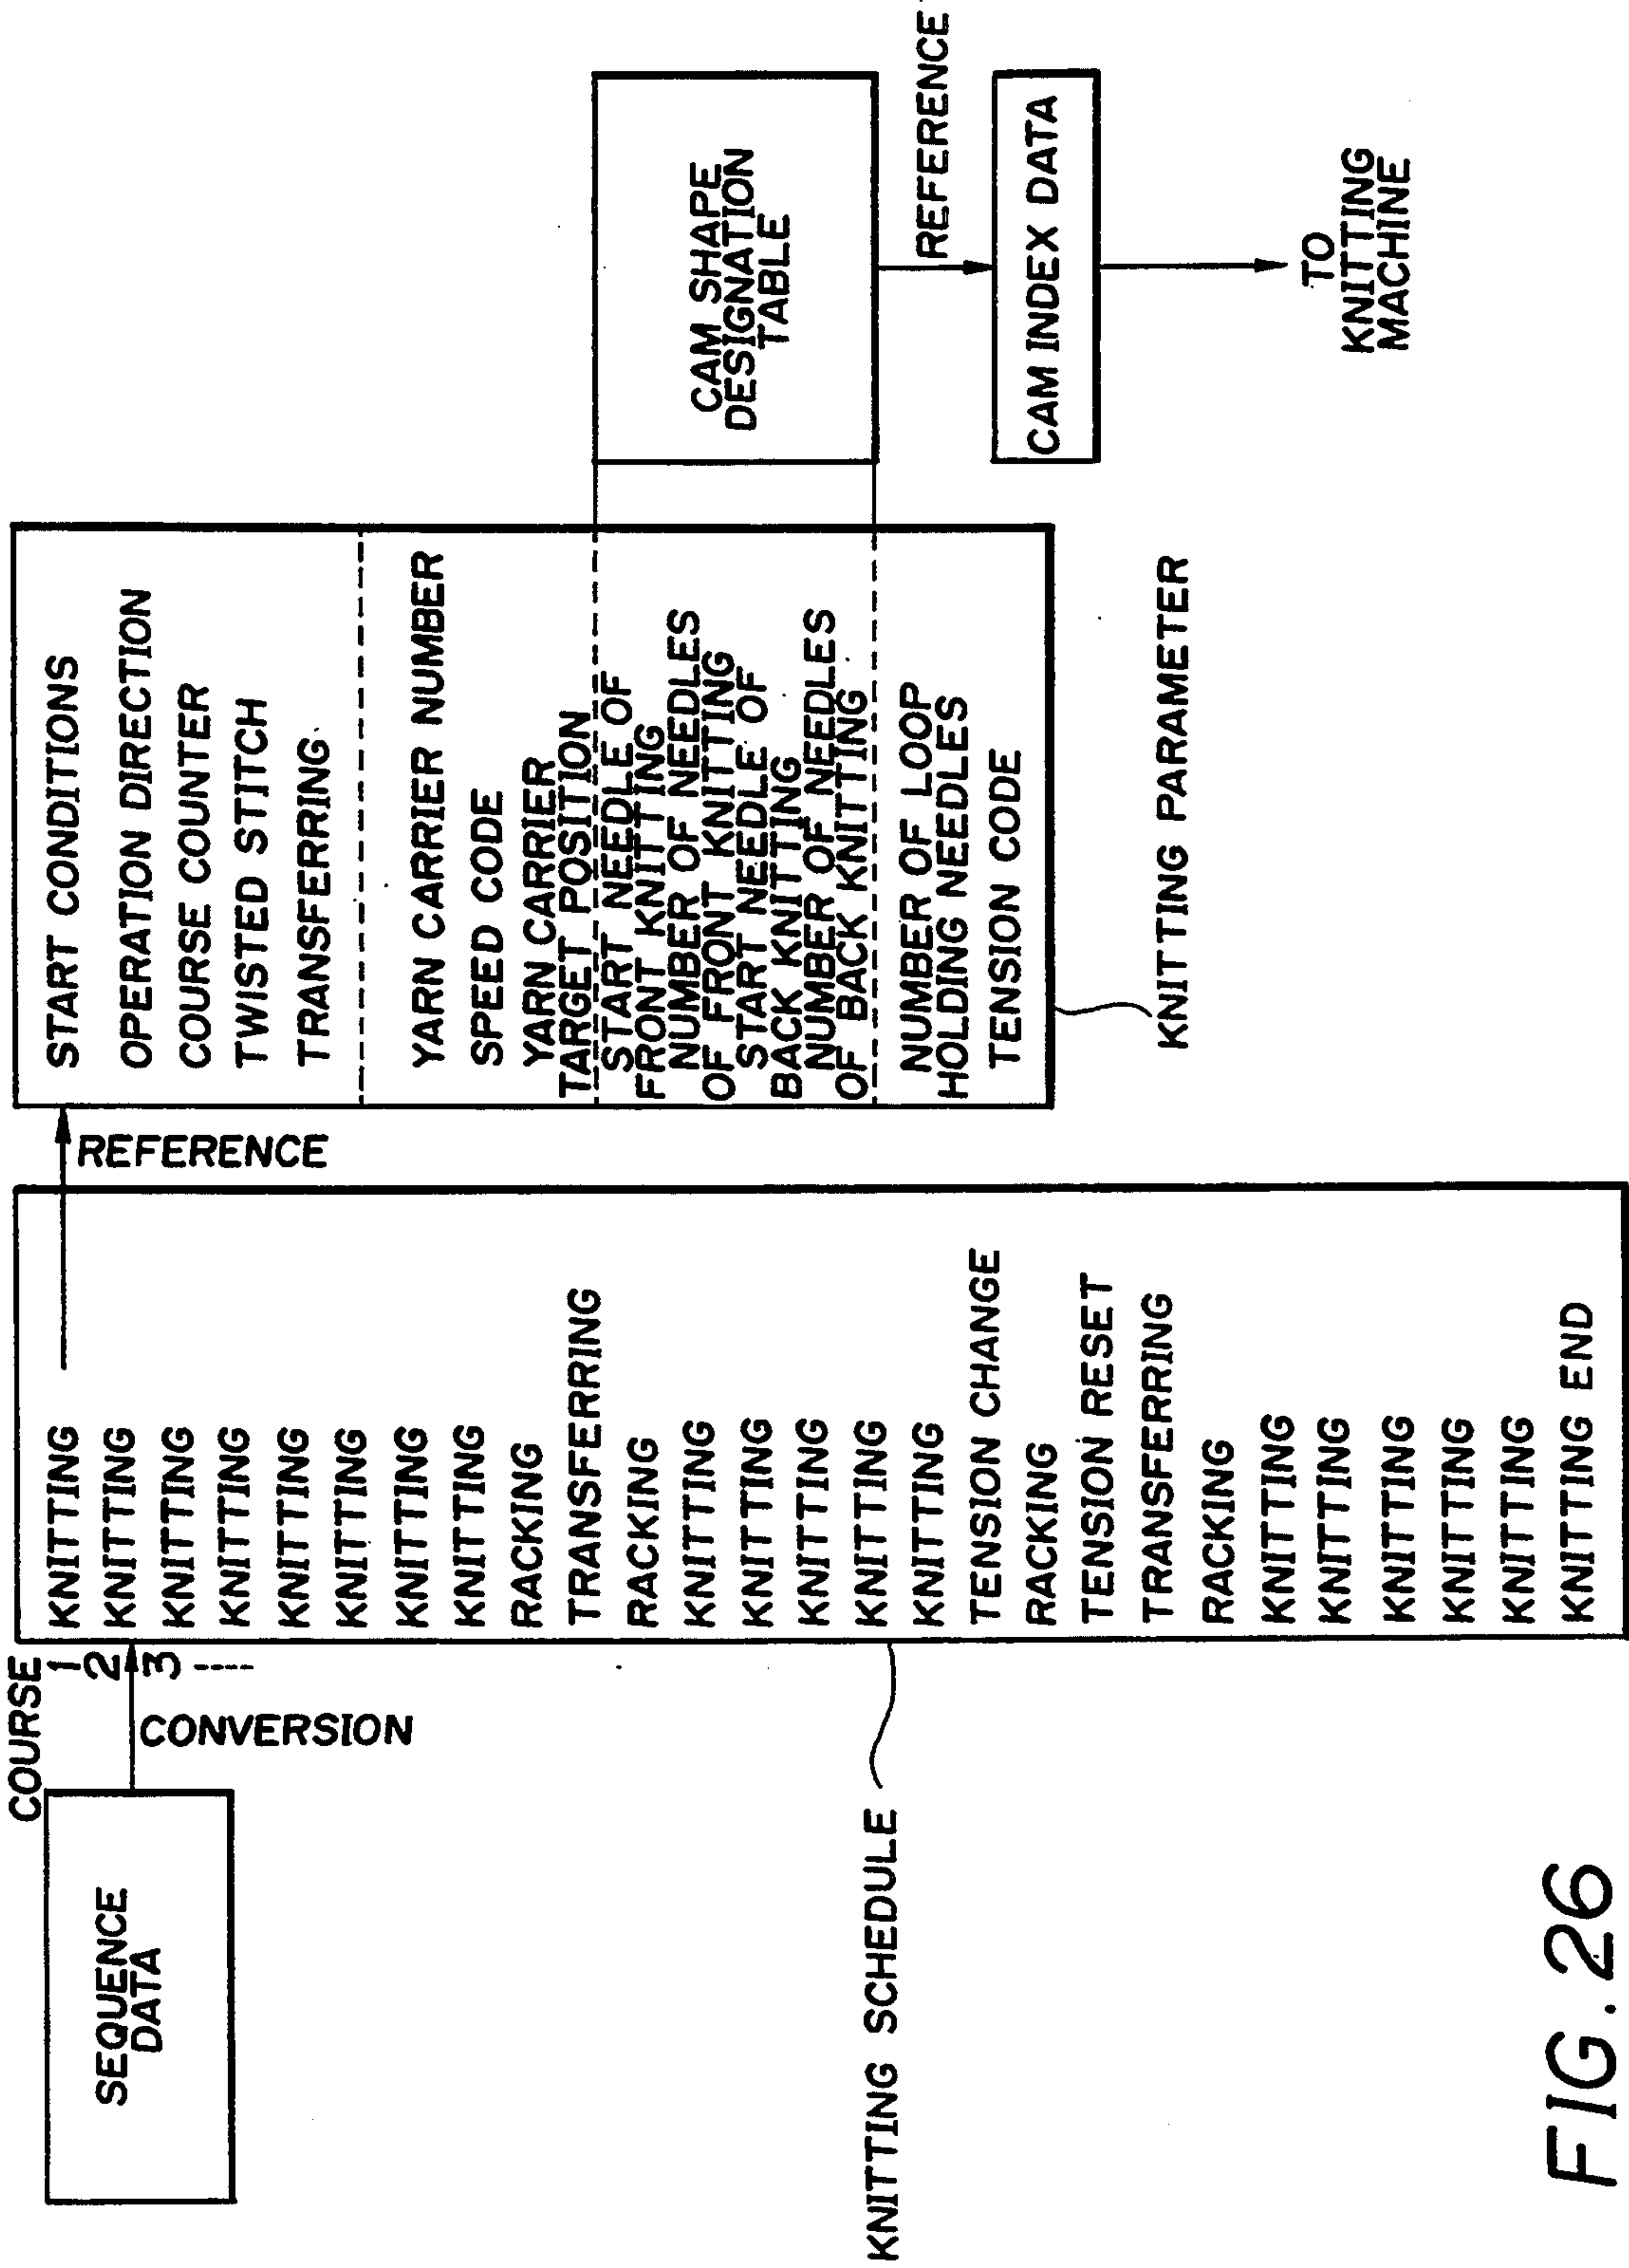 SEQUENCE
DATA
COURSE
1
2
3 ----
CONVERSION
KNITTING
KNITTING
KNITTING
KNITTING
KNITTING
KNITTING
KNITTING
KNITTING
RACKING
TRANSFERRING
RACKING
KNITTING
KNITTING
KNITTING
KNITTING
KNITTING
TENSION CHANGE
RACKING
TENSION RESET
TRANSFERRING
RACKING
KNITTING
KNITTING
KNITTING
KNITTING
KNITTING
KNITTING END
KNITTING SCHEDULE
REFERENCE
START CONDITIONS
OPERATION DIRECTION
COURSE COUNTER
TWISTED STITCH
TRANSFERRING
YARN CARRIER NUMBER
SPEED CODE
YARN CARRIER
TARGET POSITION
START NEEDLE OF
FRONT KNITTING
NUMBER OF NEEDLES
OF FRONT KNITTING
START NEEDLE OF
BACK KNITTING
NUMBER OF NEEDLES
OF BACK KNITTING
NUMBER OF LOOP
HOLDING NEEDLES
TENSION CODE
KNITTING PARAMETER
CAM SHAPE
DESIGNATION
TABLE
REFERENCE
CAM INDEX DATA
TO
KNITTING
MACHINE
FIG. 26